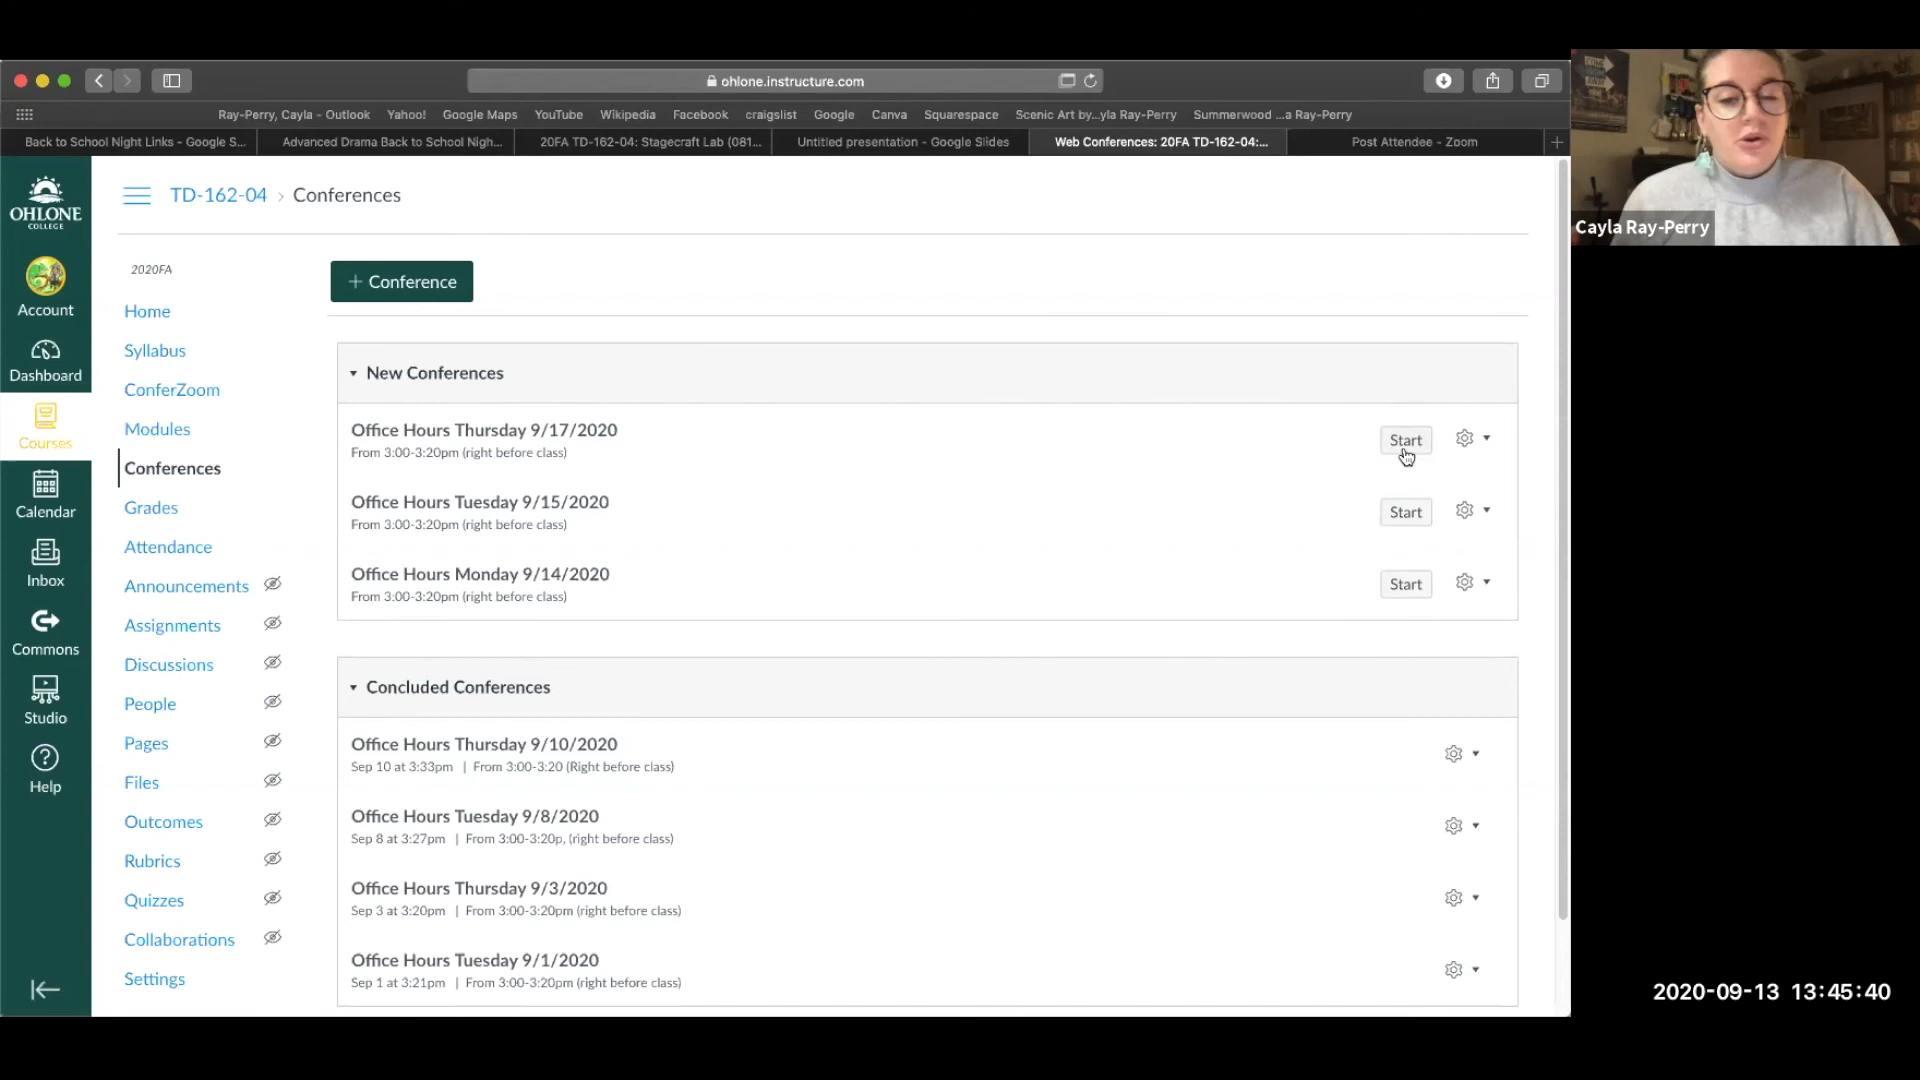 ohlone.instructure.com
Ray-Perry, Cayla - Outlook Yahoo! Google Maps YouTube Wikipedia Facebook craigslist Google Canva Squarespace Scenic Art by...yla Ray-Perry Summerwood ...a Ray-Perry
Back to School Night Links - Google S... Advanced Drama Back to School Nigh... 20FA TD-162-04: Stagecraft Lab (081... Untitled presentation - Google Slides Web Conferences: 20FA TD-162-04:... Post Attendee - Zoom
Cayla Ray-Perry
OHLONE
COLLEGE
Account
Dashboard
Courses
Calendar
Inbox
Commons
Studio
Help
TD-162-04 › Conferences
2020FA
Home
Syllabus
ConferZoom
Modules
Conferences
Grades
Attendance
Announcements
Assignments
Discussions
People
Pages
Files
Outcomes
Rubrics
Quizzes
Collaborations
Settings
+ Conference
New Conferences
Office Hours Thursday 9/17/2020
From 3:00-3:20pm (right before class)
Start
Office Hours Tuesday 9/15/2020
From 3:00-3:20pm (right before class)
Start
Office Hours Monday 9/14/2020
From 3:00-3:20pm (right before class)
Start
Concluded Conferences
Office Hours Thursday 9/10/2020
Sep 10 at 3:33pm | From 3:00-3:20 (Right before class)
Office Hours Tuesday 9/8/2020
Sep 8 at 3:27pm | From 3:00-3:20p, (right before class)
Office Hours Thursday 9/3/2020
Sep 3 at 3:20pm | From 3:00-3:20pm (right before class)
Office Hours Tuesday 9/1/2020
Sep 1 at 3:21pm | From 3:00-3:20pm (right before class)
2020-09-13 13:45:40